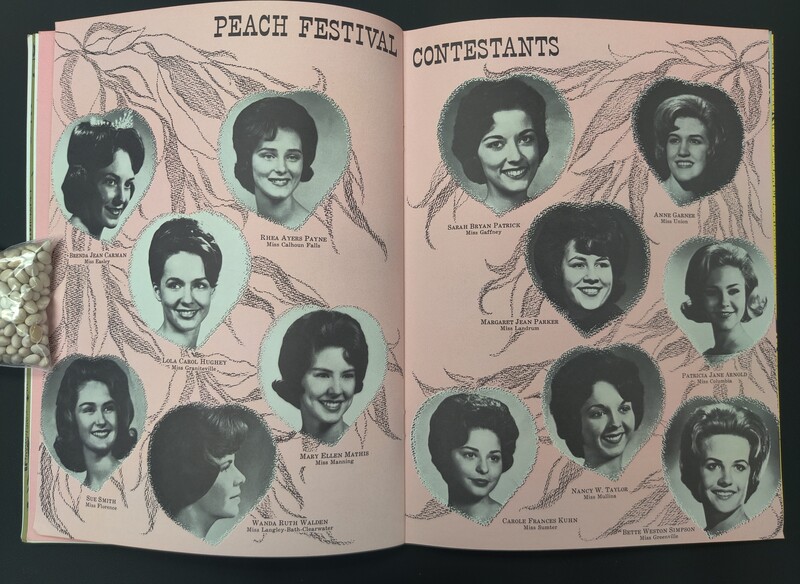 PEACH FESTIVAL CONTESTANTS
BRENDA JEAN CARMAN
Miss Easley
RHEA AYERS PAYNE
Miss Calhoun Falls
LOLA CAROL HUGHEY
Miss Graniteville
MARY ELLEN MATHIS
Miss Manning
SUE SMITH
Miss Florence
WANDA RUTH WALDEN
Miss Langley-Bath-Clearwater
SARAH BRYAN PATRICK
Miss Gaffney
ANNE GARNER
Miss Union
MARGARET JEAN PARKER
Miss Landrum
PATRICIA JANE ARNOLD
Miss Columbia
NANCY W. TAYLOR
Miss Mullins
CAROLE FRANCES KUHN
Miss Sumter
BETTE WESTON SIMPSON
Miss Greenville